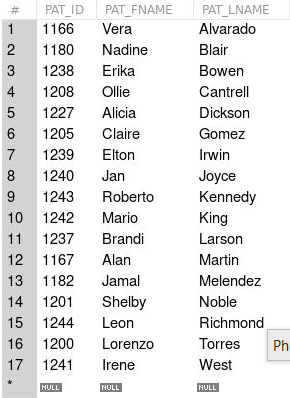 # PAT_ID PAT_FNAME PAT_LNAME
1 1166 Vera Alvarado
2 1180 Nadine Blair
3 1238 Erika Bowen
4 1208 Ollie Cantrell
5 1227 Alicia Dickson
6 1205 Claire Gomez
7 1239 Elton Irwin
8 1240 Jan Joyce
9 1243 Roberto Kennedy
10 1242 Mario King
11 1237 Brandi Larson
12 1167 Alan Martin
13 1182 Jamal Melendez
14 1201 Shelby Noble
15 1244 Leon Richmond
16 1200 Lorenzo Torres Ph
17 1241 Irene West
* NULL NULL NULL